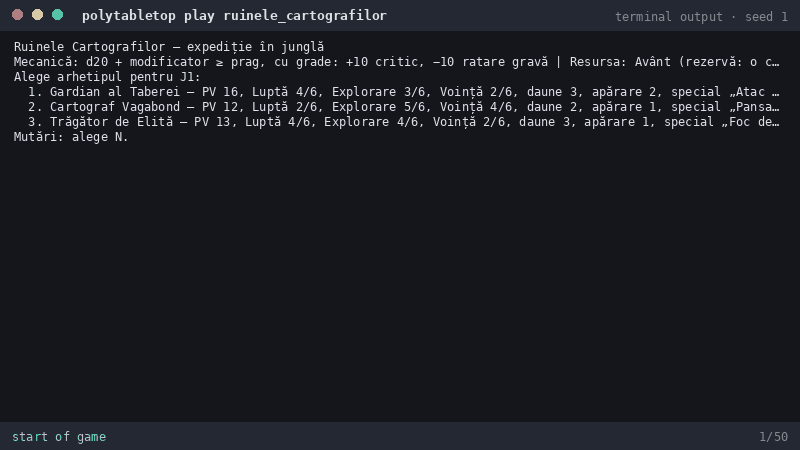 polytabletop play ruinele_cartografilor
terminal output · seed 1
Ruinele Cartografilor — expediție în junglă
Mecanică: d20 + modificator ≥ prag, cu grade: +10 critic, −10 ratare gravă | Resursa: Avânt (rezervă: o c…
Alege arhetipul pentru J1:
1. Gardian al Taberei — PV 16, Luptă 4/6, Explorare 3/6, Voință 2/6, daune 3, apărare 2, special „Atac …
2. Cartograf Vagabond — PV 12, Luptă 2/6, Explorare 5/6, Voință 4/6, daune 2, apărare 1, special „Pansa…
3. Trăgător de Elită — PV 13, Luptă 4/6, Explorare 4/6, Voință 2/6, daune 3, apărare 1, special „Foc de…
Mutări: alege N.
start of game
1/50